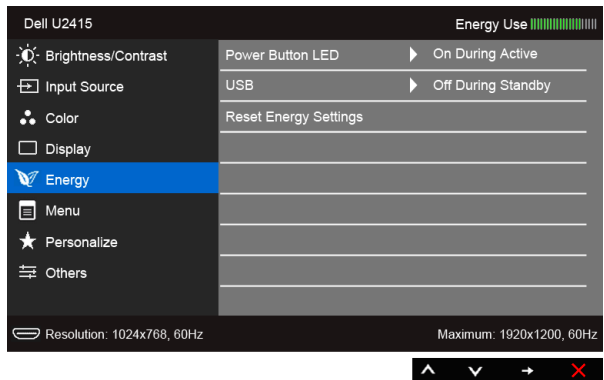 Dell U2415 Energy Use
Brightness/Contrast Power Button LED On During Active
Input Source USB Off During Standby
Color Reset Energy Settings
Display
Energy
Menu
Personalize
Others
Resolution: 1024x768, 60Hz Maximum: 1920x1200, 60Hz